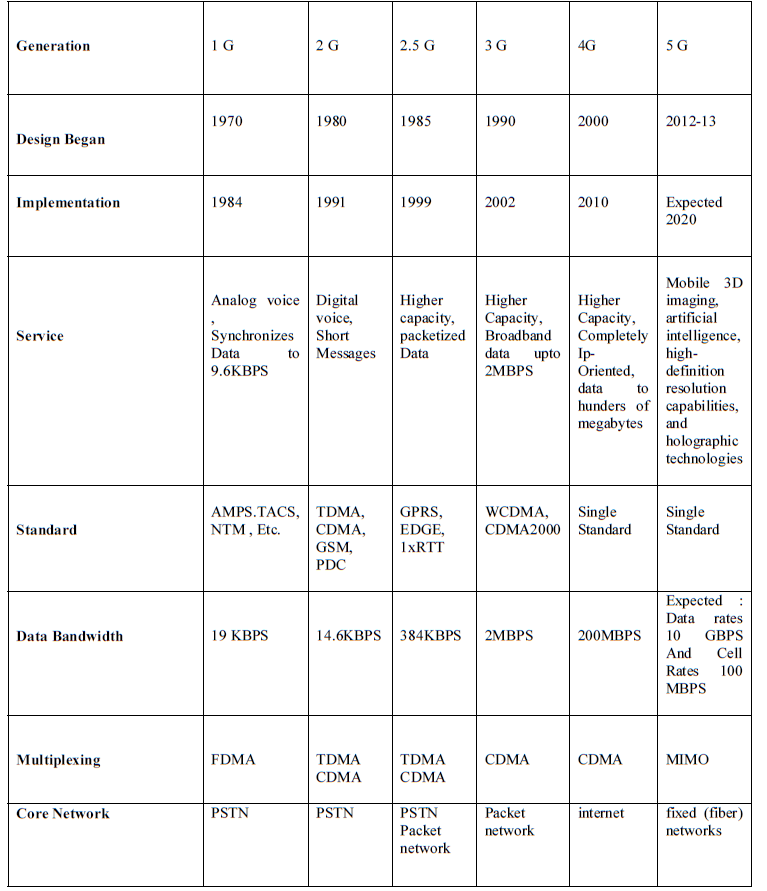 Generation 1 G 2 G 2.5 G 3 G 4G 5 G
Design Began 1970 1980 1985 1990 2000 2012-13
Implementation 1984 1991 1999 2002 2010 Expected
2020
Service
Analog voice
,
Synchronizes
Data to
9.6KBPS
Digital
voice,
Short
Messages
Higher
capacity,
packetized
Data
Higher
Capacity,
Broadband
data upto
2MBPS
Higher
Capacity,
Completely
Ip-
Oriented,
data to
hunders of
megabytes
Mobile 3D
imaging,
artificial
intelligence,
high-
definition
resolution
capabilities,
and
holographic
technologies
Standard
AMPS.TACS,
NTM , Etc.
TDMA,
CDMA,
GSM,
PDC
GPRS,
EDGE,
1xRTT
WCDMA,
CDMA2000
Single
Standard
Single
Standard
Data Bandwidth
19 KBPS
14.6KBPS
384KBPS
2MBPS
200MBPS
Expected :
Data rates
10 GBPS
And Cell
Rates 100
MBPS
Multiplexing
FDMA
TDMA
CDMA
TDMA
CDMA
CDMA
CDMA
MIMO
Core Network
PSTN
PSTN
PSTN
Packet
network
Packet
network
internet
fixed (fiber)
networks